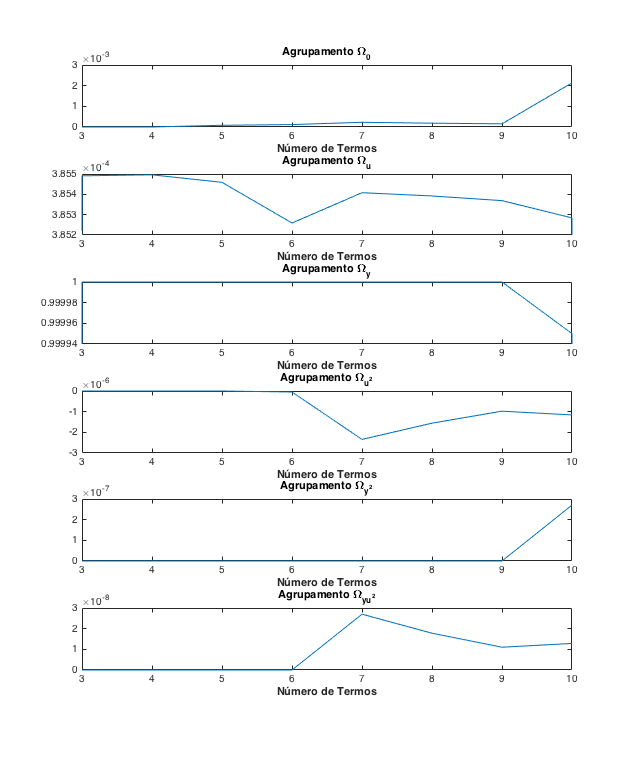 Agrupamento Ω0
×10-3
3
2
1
0
3 4 5 6 7 8 9 10
Número de Termos
Agrupamento Ωu
×10-4
3.855
3.854
3.853
3.852
3 4 5 6 7 8 9 10
Número de Termos
Agrupamento Ωy
1
0.99998
0.99996
0.99994
3 4 5 6 7 8 9 10
Número de Termos
Agrupamento Ωu²
×10-6
0
-1
-2
-3
3 4 5 6 7 8 9 10
Número de Termos
Agrupamento Ωy²
×10-7
3
2
1
0
3 4 5 6 7 8 9 10
Número de Termos
Agrupamento Ωyu²
×10-8
3
2
1
0
3 4 5 6 7 8 9 10
Número de Termos